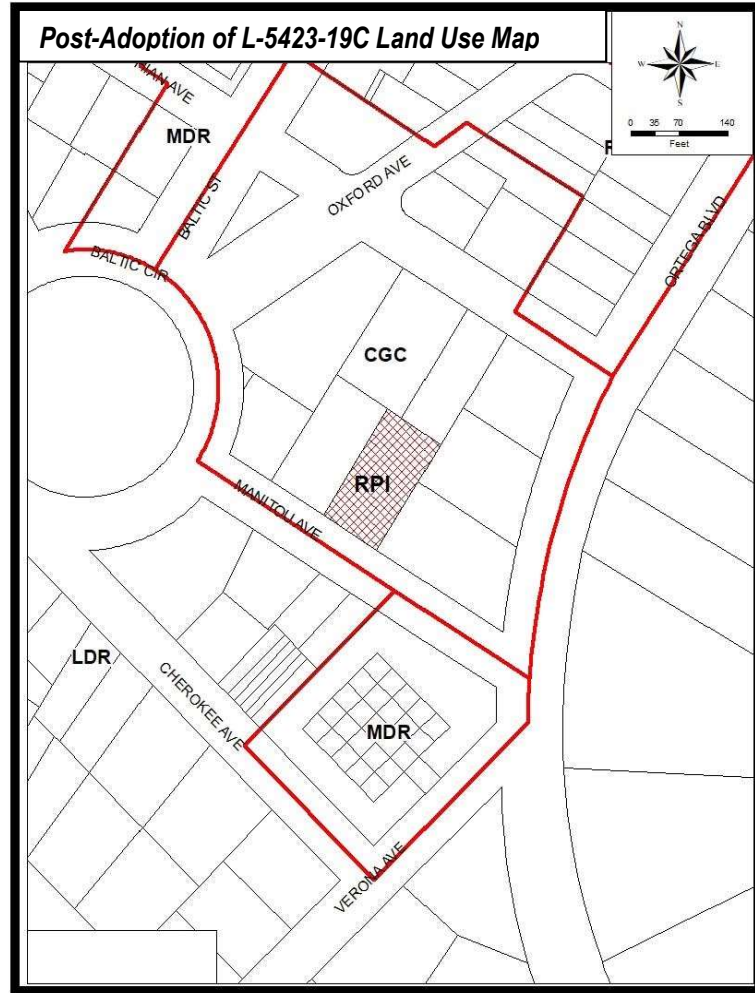 Post-Adoption of L-5423-19C Land Use Map
N
W E
S
0 35 70 140
Feet
MDR
BALTIC ST
OXFORD AVE
BALTIC CIR
ORTEGA BLVD
CGC
RPI
MANITOU AVE
LDR
CHEROKEE AVE
MDR
VERONA AVE